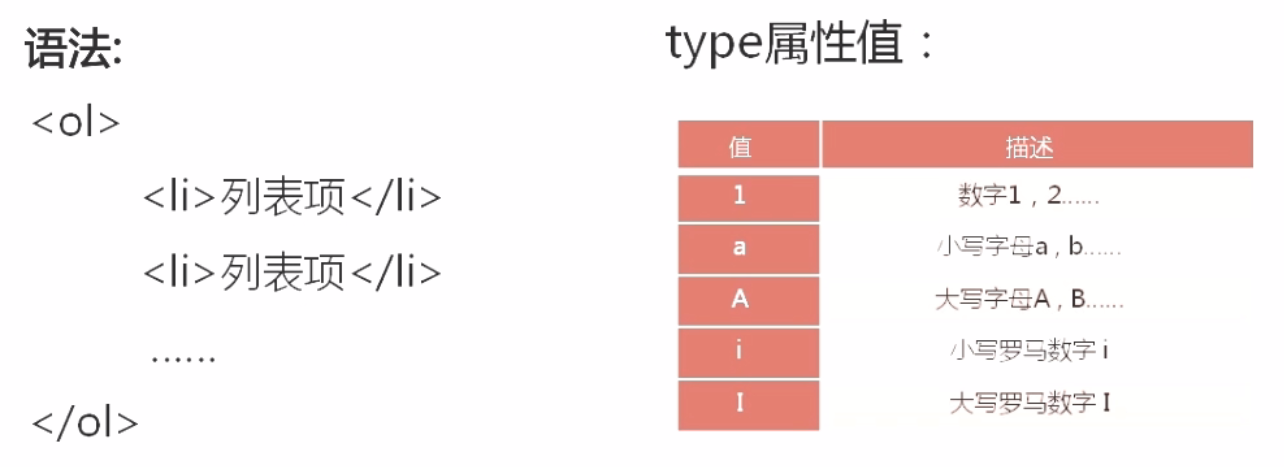 语法:
<ol>
<li>列表项</li>
<li>列表项</li>
......
</ol>
type属性值：
值 描述
1 数字1，2......
a 小写字母a , b......
A 大写字母A , B......
i 小写罗马数字 i
I 大写罗马数字 I